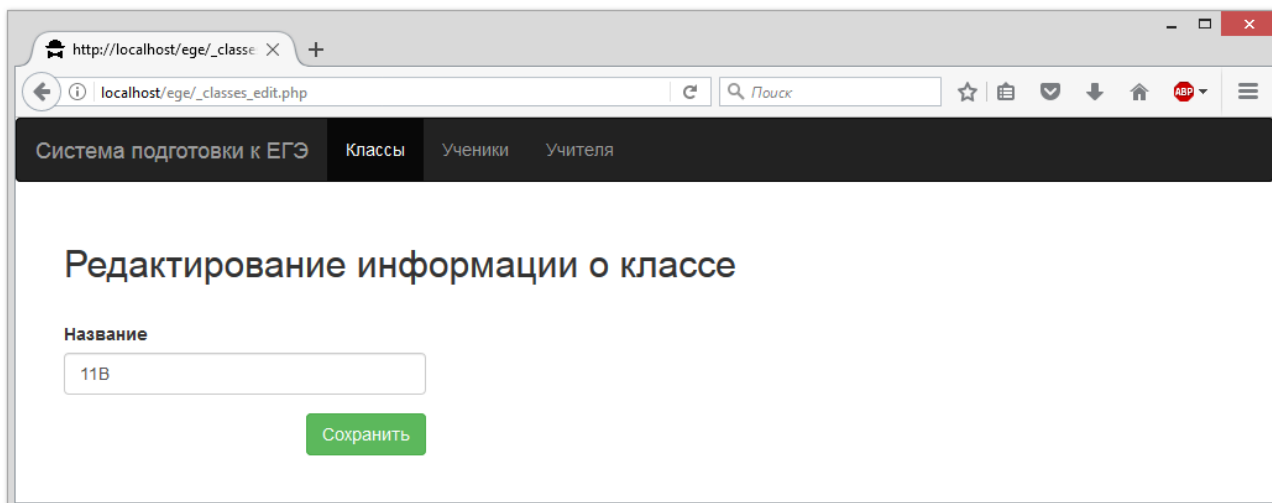 http://localhost/ege/_classe
localhost/ege/_classes_edit.php
Поиск
ABP
Система подготовки к ЕГЭ Классы Ученики Учителя
Редактирование информации о классе
Название
11В
Сохранить